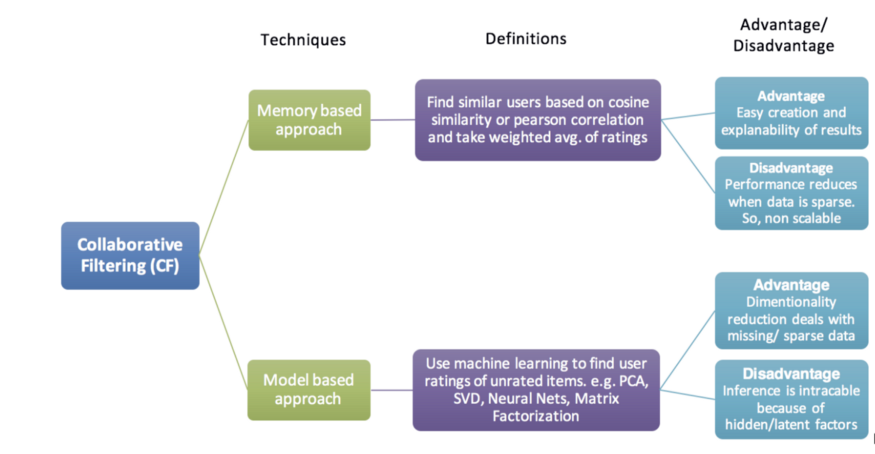 Techniques
Definitions
Advantage/
Disadvantage
Memory based
approach
Find similar users based on cosine
similarity or pearson correlation
and take weighted avg. of ratings
Advantage
Easy creation and
explanability of results
Disadvantage
Performance reduces
when data is sparse.
So, non scalable
Collaborative
Filtering (CF)
Model based
approach
Use machine learning to find user
ratings of unrated items. e.g. PCA,
SVD, Neural Nets, Matrix
Factorization
Advantage
Dimentionality
reduction deals with
missing/ sparse data
Disadvantage
Inference is intracable
because of
hidden/latent factors